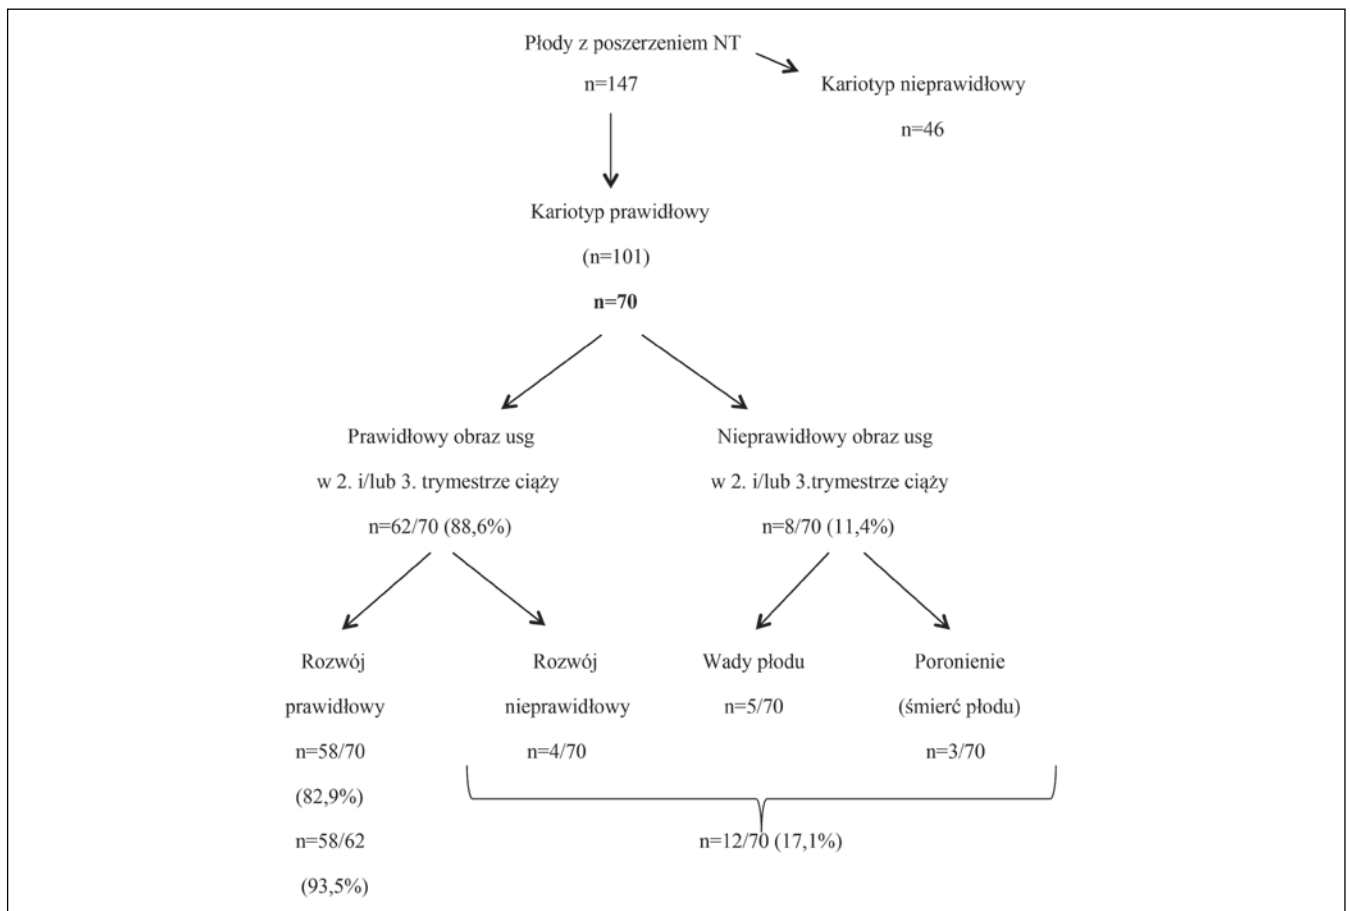 Płody z poszerzeniem NT
n=147
Kariotyp nieprawidłowy
n=46
Kariotyp prawidłowy
(n=101)
n=70
Prawidłowy obraz usg
w 2. i/lub 3. trymestrze ciąży
n=62/70 (88,6%)
Nieprawidłowy obraz usg
w 2. i/lub 3.trymestrze ciąży
n=8/70 (11,4%)
Rozwój
prawidłowy
n=58/70
(82,9%)
n=58/62
(93,5%)
Rozwój
nieprawidłowy
n=4/70
Wady płodu
n=5/70
Poronienie
(śmierć płodu)
n=3/70
n=12/70 (17,1%)